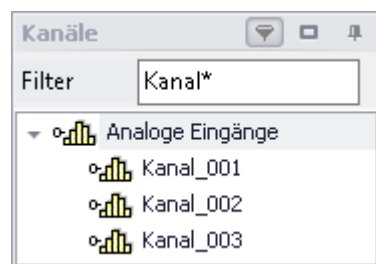 Kanäle
Filter Kanal*
Analoge Eingänge
Kanal_001
Kanal_002
Kanal_003